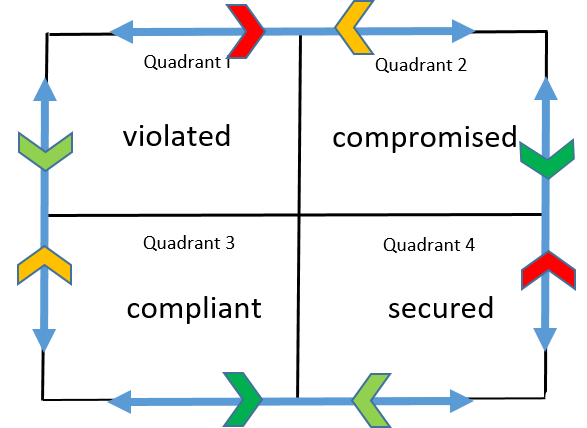 Quadrant 1
Quadrant 2
violated
compromised
Quadrant 3
Quadrant 4
compliant
secured